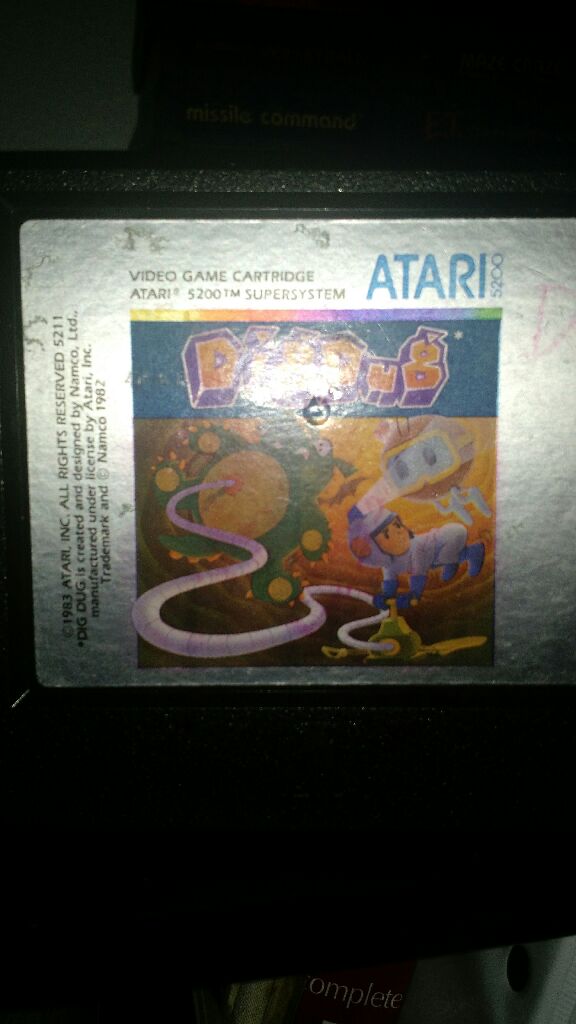 missile command
VIDEO GAME CARTRIDGE
ATARI® 5200™ SUPERSYSTEM
ATARI 5200
DIG DUG*
©1983 ATARI, INC. ALL RIGHTS RESERVED 5211
*DIG DUG is created and designed by Namco, Ltd.,
manufactured under license by Atari, Inc.
Trademark and © Namco 1982
omplete